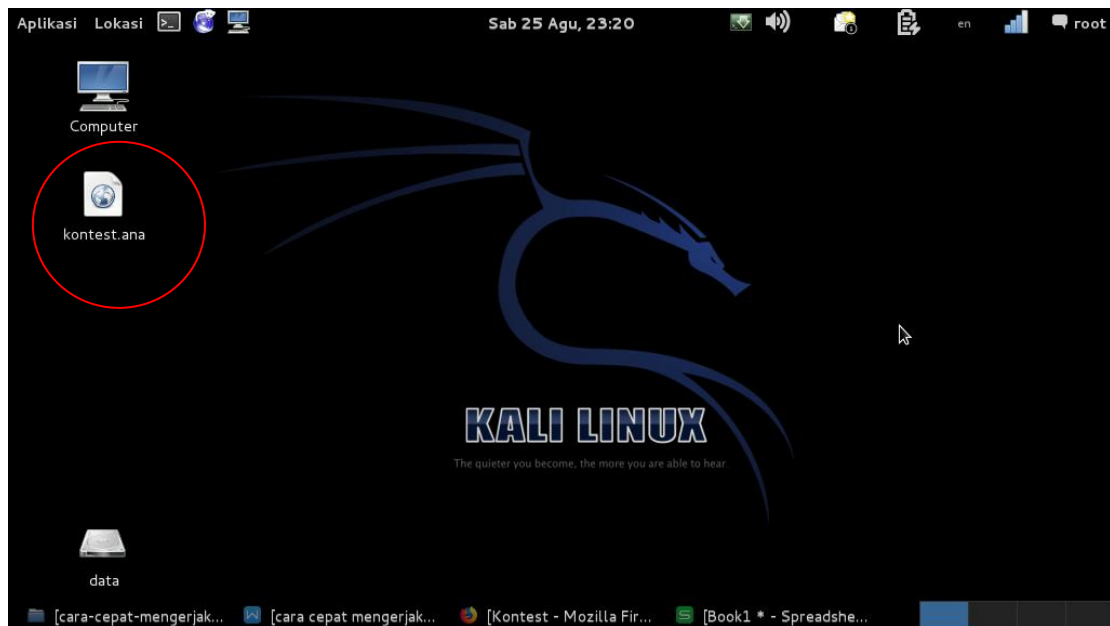 Aplikasi Lokasi Sab 25 Agu, 23:20 en root
Computer
kontest.ana
KALI LINUX
The quieter you become, the more you are able to hear.
data
[cara-cepat-mengerjak... [cara cepat mengerjak... [Kontest - Mozilla Fir... [Book1 * - Spreadshe...